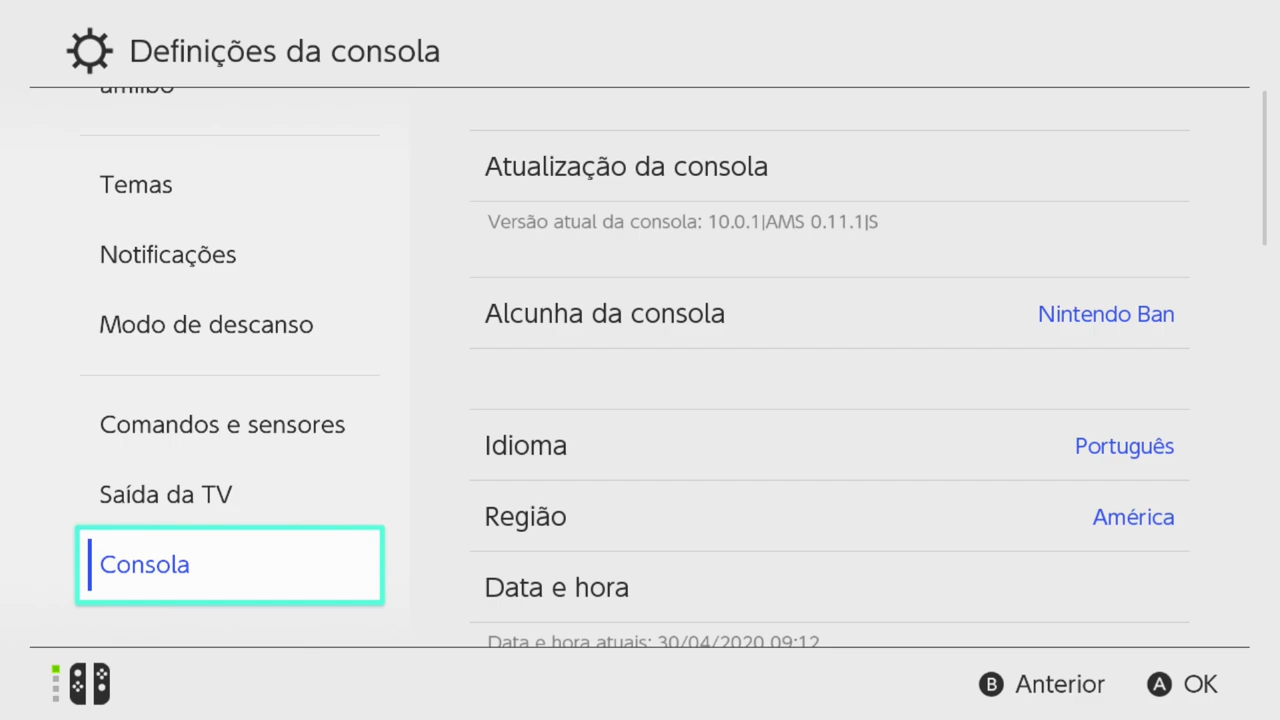 Definições da consola
amiibo
Temas
Notificações
Modo de descanso
Comandos e sensores
Saída da TV
Consola
Atualização da consola
Versão atual da consola: 10.0.1|AMS 0.11.1|S
Alcunha da consola
Nintendo Ban
Idioma
Português
Região
América
Data e hora
Data e hora atuais: 30/04/2020 09:12
B Anterior
A OK